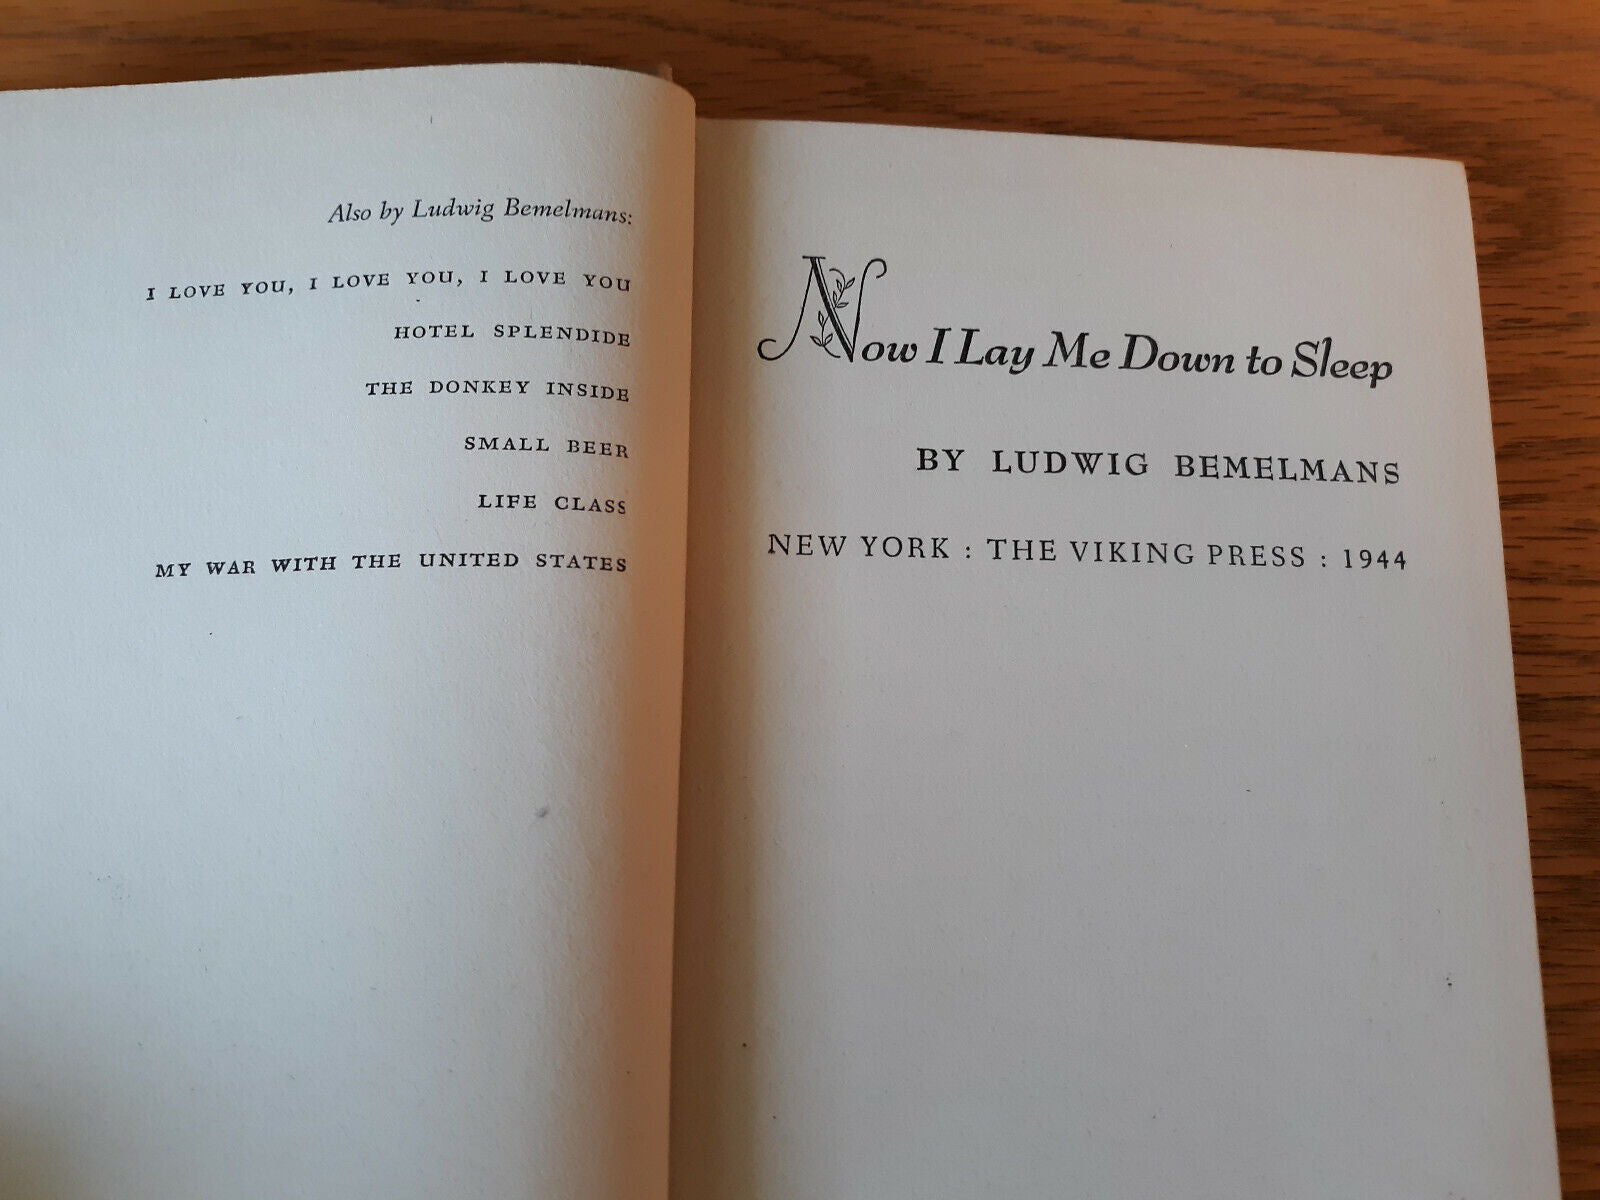 Also by Ludwig Bemelmans:
I LOVE YOU, I LOVE YOU, I LOVE YOU
HOTEL SPLENDIDE
THE DONKEY INSIDE
SMALL BEER
LIFE CLASS
MY WAR WITH THE UNITED STATES
Now I Lay Me Down to Sleep
BY LUDWIG BEMELMANS
NEW YORK : THE VIKING PRESS : 1944